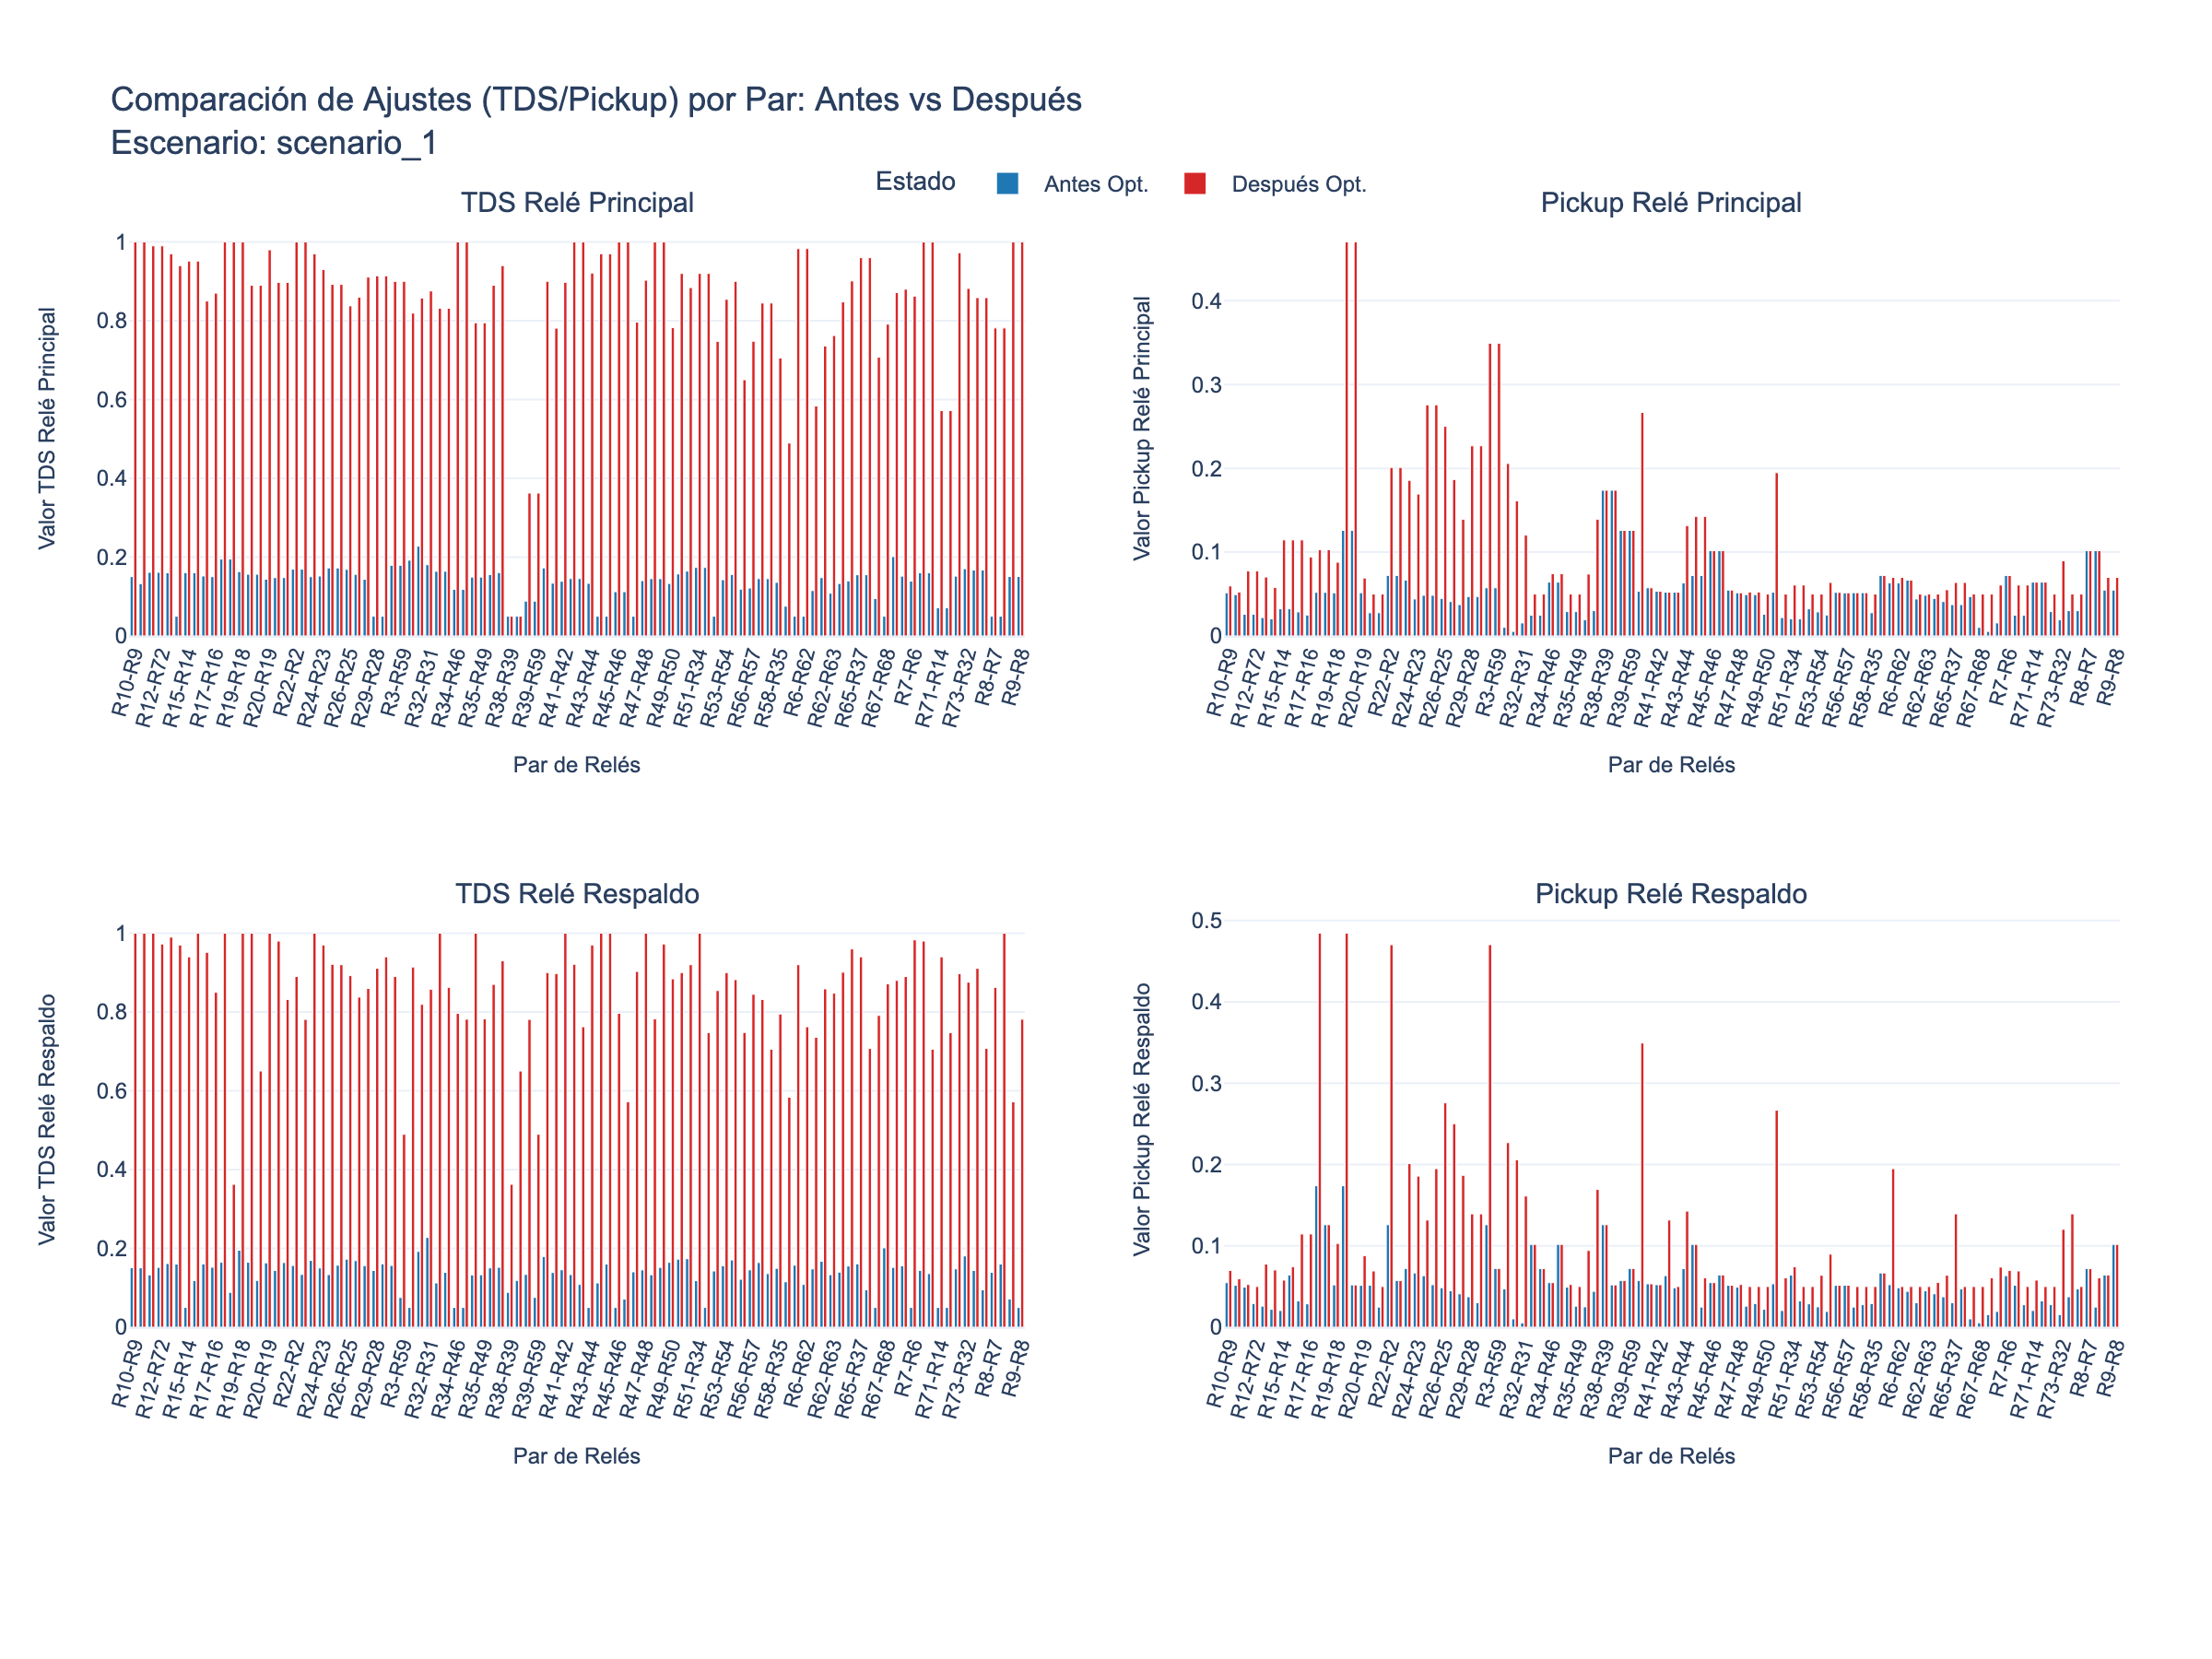 Comparación de Ajustes (TDS/Pickup) por Par: Antes vs Después
Escenario: scenario_1
Estado
Antes Opt.
Después Opt.
TDS Relé Principal
Valor TDS Relé Principal
1
0.8
0.6
0.4
0.2
0
R10-R9
R12-R72
R15-R14
R17-R16
R19-R18
R20-R19
R22-R2
R24-R23
R26-R25
R29-R28
R3-R59
R32-R31
R34-R46
R35-R49
R38-R39
R39-R59
R41-R42
R43-R44
R45-R46
R47-R48
R49-R50
R51-R34
R53-R54
R56-R57
R58-R35
R6-R62
R62-R63
R65-R37
R67-R68
R7-R6
R71-R14
R73-R32
R8-R7
R9-R8
Par de Relés
Pickup Relé Principal
Valor Pickup Relé Principal
0.4
0.3
0.2
0.1
0
R10-R9
R12-R72
R15-R14
R17-R16
R19-R18
R20-R19
R22-R2
R24-R23
R26-R25
R29-R28
R3-R59
R32-R31
R34-R46
R35-R49
R38-R39
R39-R59
R41-R42
R43-R44
R45-R46
R47-R48
R49-R50
R51-R34
R53-R54
R56-R57
R58-R35
R6-R62
R62-R63
R65-R37
R67-R68
R7-R6
R71-R14
R73-R32
R8-R7
R9-R8
Par de Relés
TDS Relé Respaldo
Valor TDS Relé Respaldo
1
0.8
0.6
0.4
0.2
0
R10-R9
R12-R72
R15-R14
R17-R16
R19-R18
R20-R19
R22-R2
R24-R23
R26-R25
R29-R28
R3-R59
R32-R31
R34-R46
R35-R49
R38-R39
R39-R59
R41-R42
R43-R44
R45-R46
R47-R48
R49-R50
R51-R34
R53-R54
R56-R57
R58-R35
R6-R62
R62-R63
R65-R37
R67-R68
R7-R6
R71-R14
R73-R32
R8-R7
R9-R8
Par de Relés
Pickup Relé Respaldo
Valor Pickup Relé Respaldo
0.5
0.4
0.3
0.2
0.1
0
R10-R9
R12-R72
R15-R14
R17-R16
R19-R18
R20-R19
R22-R2
R24-R23
R26-R25
R29-R28
R3-R59
R32-R31
R34-R46
R35-R49
R38-R39
R39-R59
R41-R42
R43-R44
R45-R46
R47-R48
R49-R50
R51-R34
R53-R54
R56-R57
R58-R35
R6-R62
R62-R63
R65-R37
R67-R68
R7-R6
R71-R14
R73-R32
R8-R7
R9-R8
Par de Relés